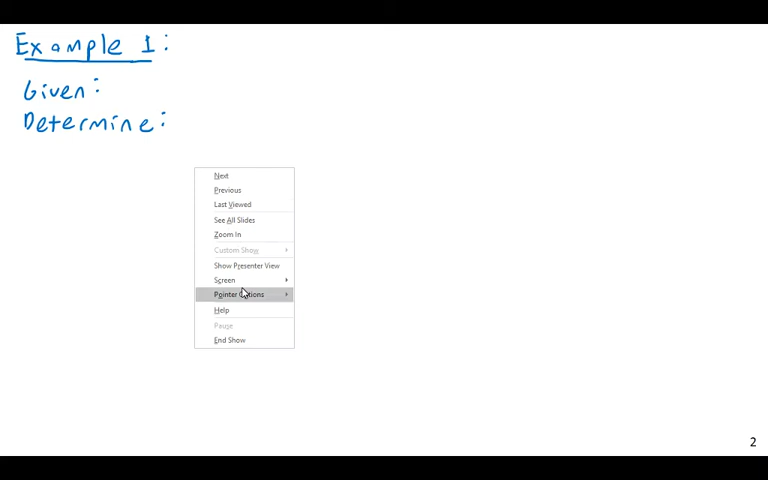 Example 1:
Given:
Determine:
Next
Previous
Last Viewed
See All Slides
Zoom In
Custom Show
Show Presenter View
Screen
Pointer Options
Help
Pause
End Show
2